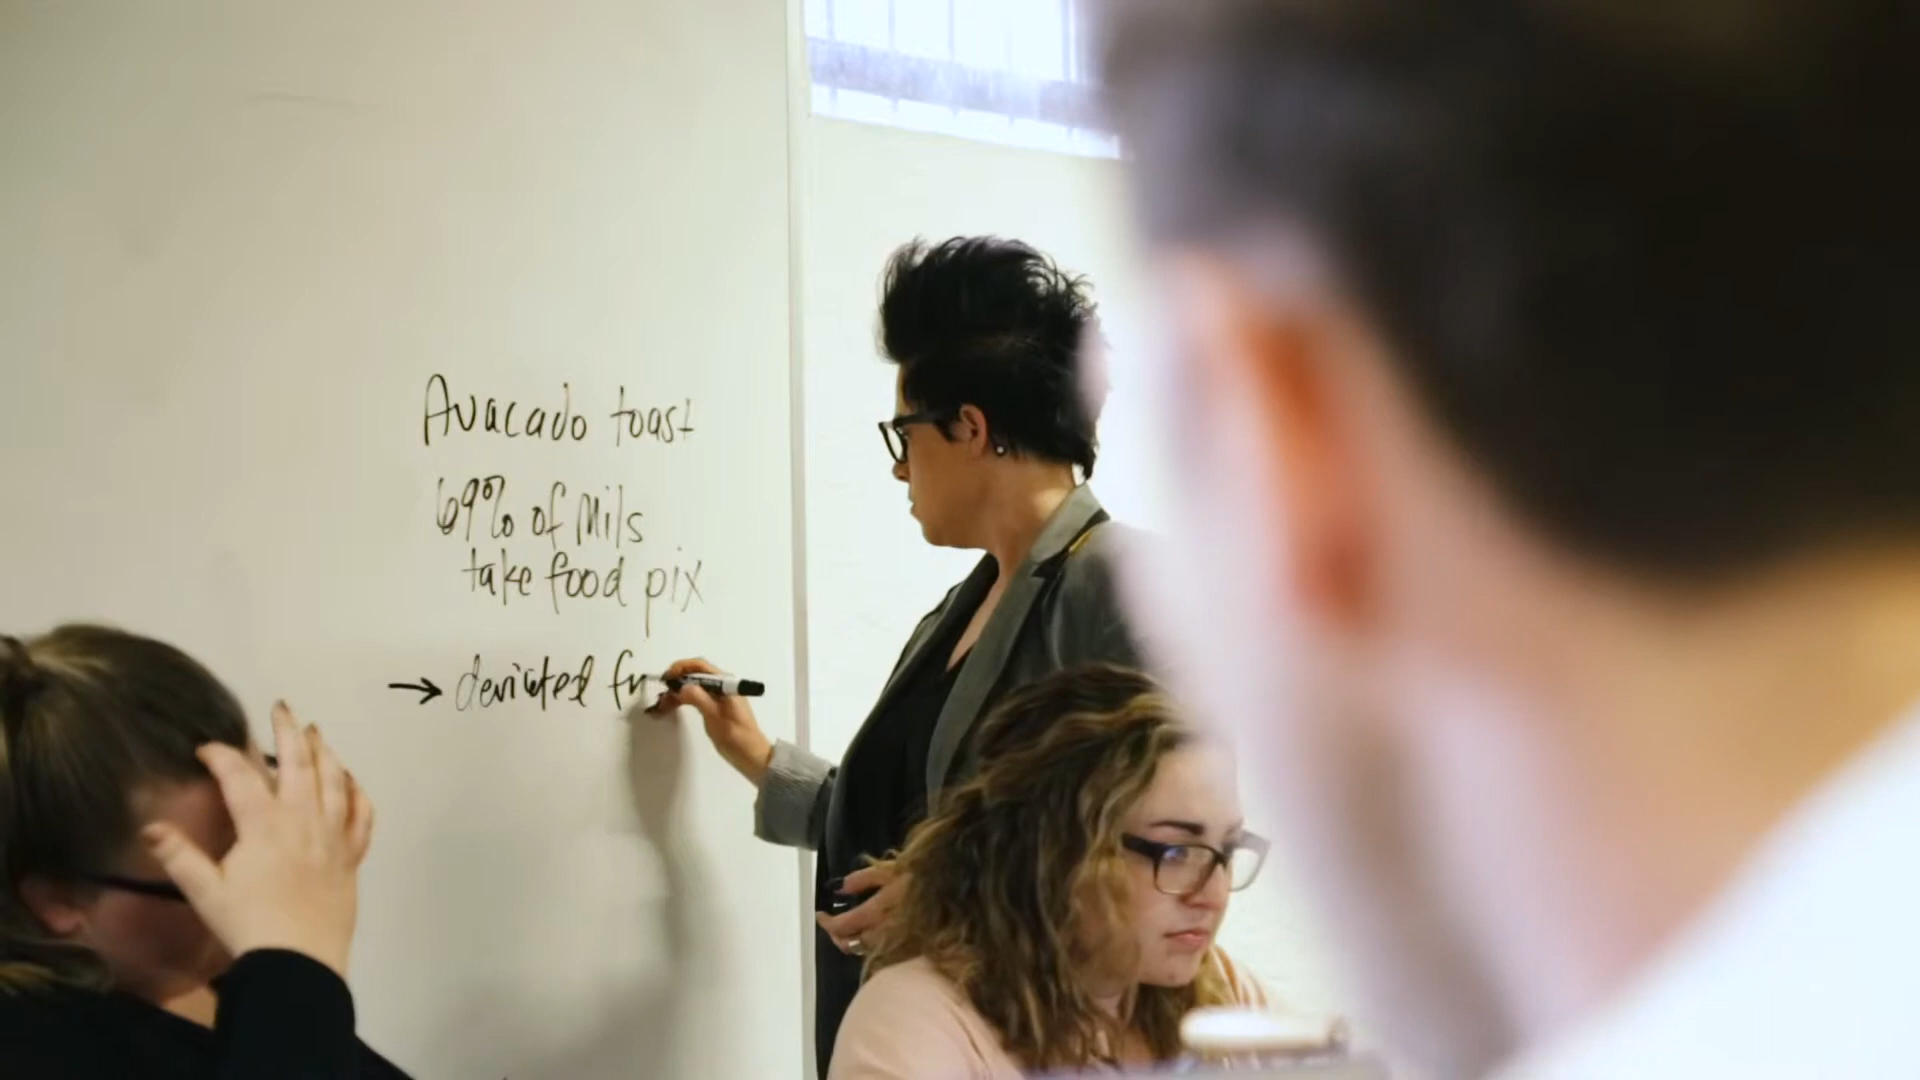 Avacado toast
69% of Mils
take food pix
→ deviated